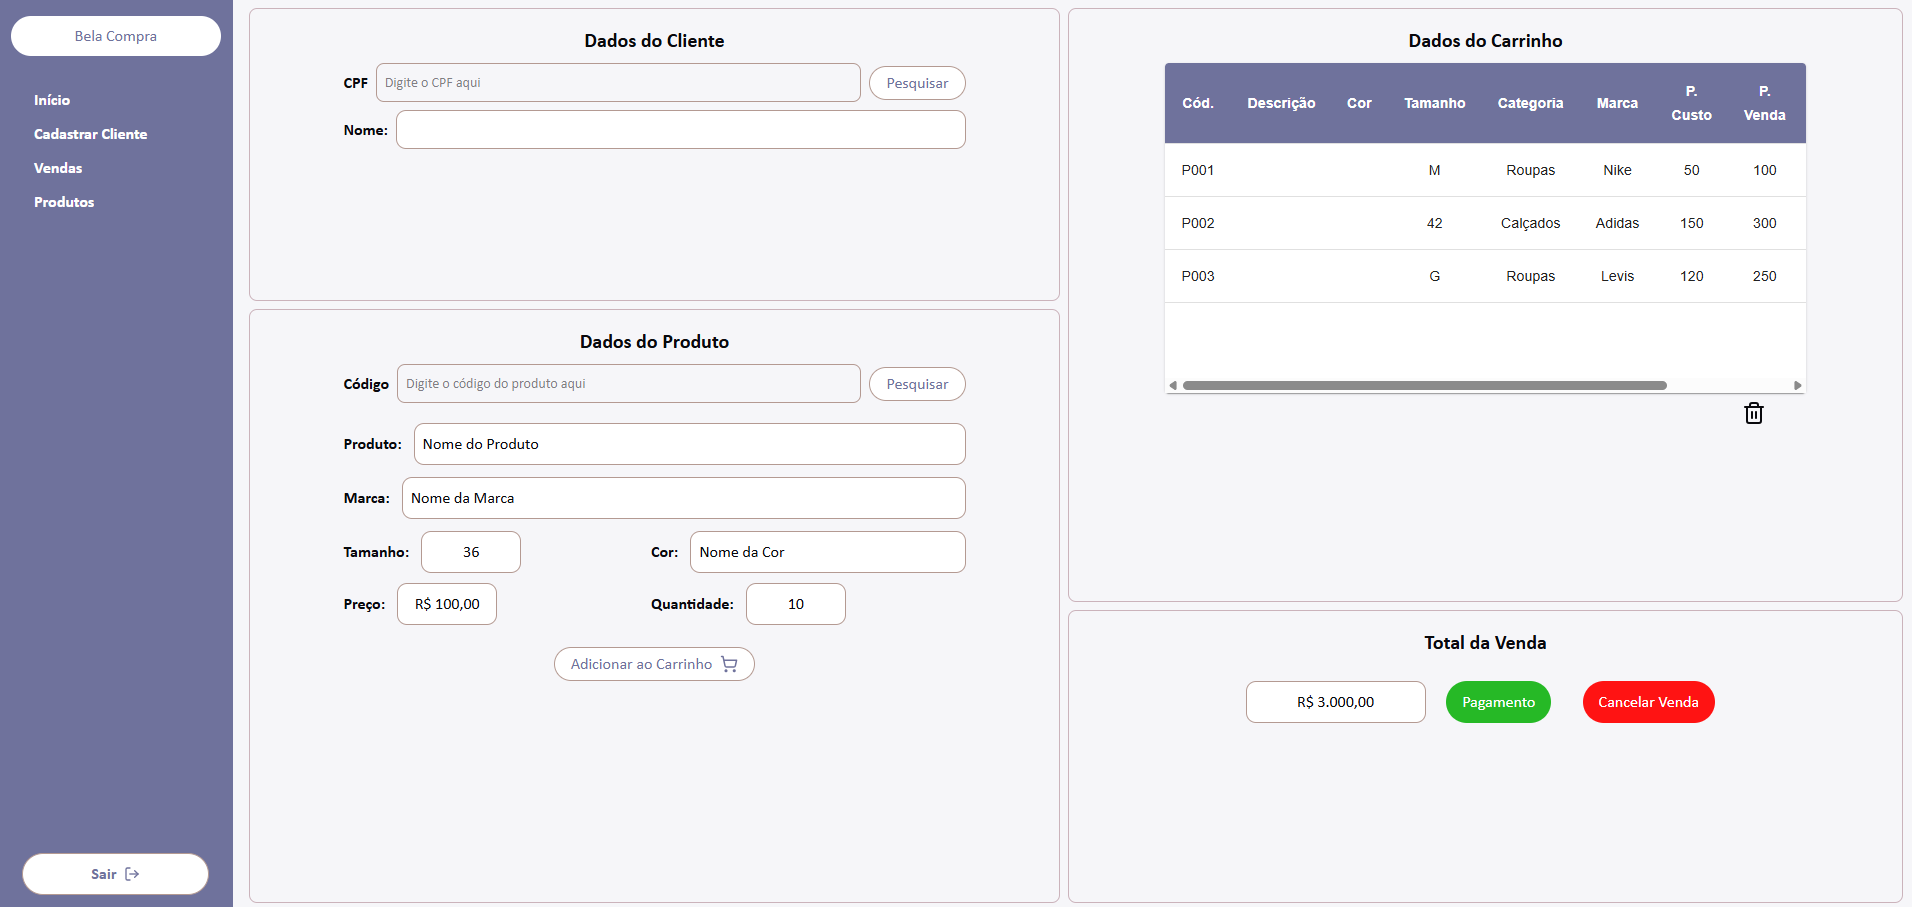 Bela Compra
Início
Cadastrar Cliente
Vendas
Produtos
Sair
Dados do Cliente
CPF Digite o CPF aqui Pesquisar
Nome:
Dados do Produto
Código Digite o código do produto aqui Pesquisar
Produto: Nome do Produto
Marca: Nome da Marca
Tamanho: 36 Cor: Nome da Cor
Preço: R$ 100,00 Quantidade: 10
Adicionar ao Carrinho
Dados do Carrinho
Cód. Descrição Cor Tamanho Categoria Marca P. Custo P. Venda
P001 M Roupas Nike 50 100
P002 42 Calçados Adidas 150 300
P003 G Roupas Levis 120 250
Total da Venda
R$ 3.000,00 Pagamento Cancelar Venda